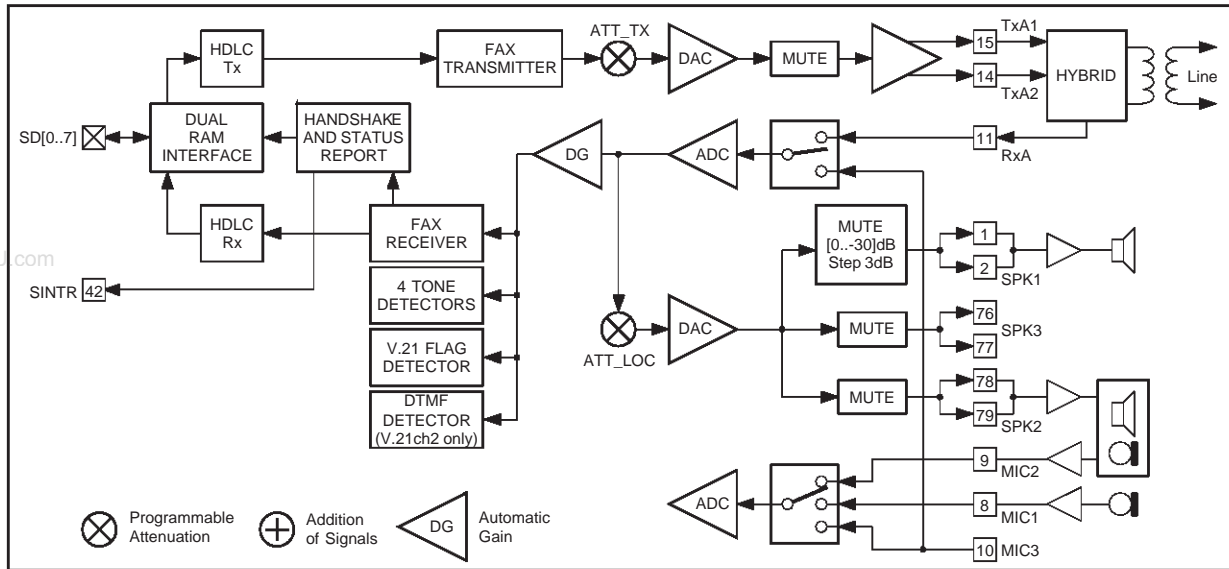 ATT_TX
TxA1
HDLC
Tx
FAX
TRANSMITTER
DAC
MUTE
15
14
TxA2
HYBRID
Line
SD[0..7]
DUAL
RAM
INTERFACE
HANDSHAKE
AND STATUS
REPORT
DG
ADC
11
RxA
HDLC
Rx
FAX
RECEIVER
MUTE
[0..-30]dB
Step 3dB
1
2
SPK1
J.com
SINTR
42
4 TONE
DETECTORS
ATT_LOC
DAC
MUTE
76
77
SPK3
V.21 FLAG
DETECTOR
DTMF
DETECTOR
(V.21ch2 only)
MUTE
78
79
SPK2
9
MIC2
ADC
8
MIC1
10
MIC3
Programmable
Attenuation
Addition
of Signals
DG
Automatic
Gain